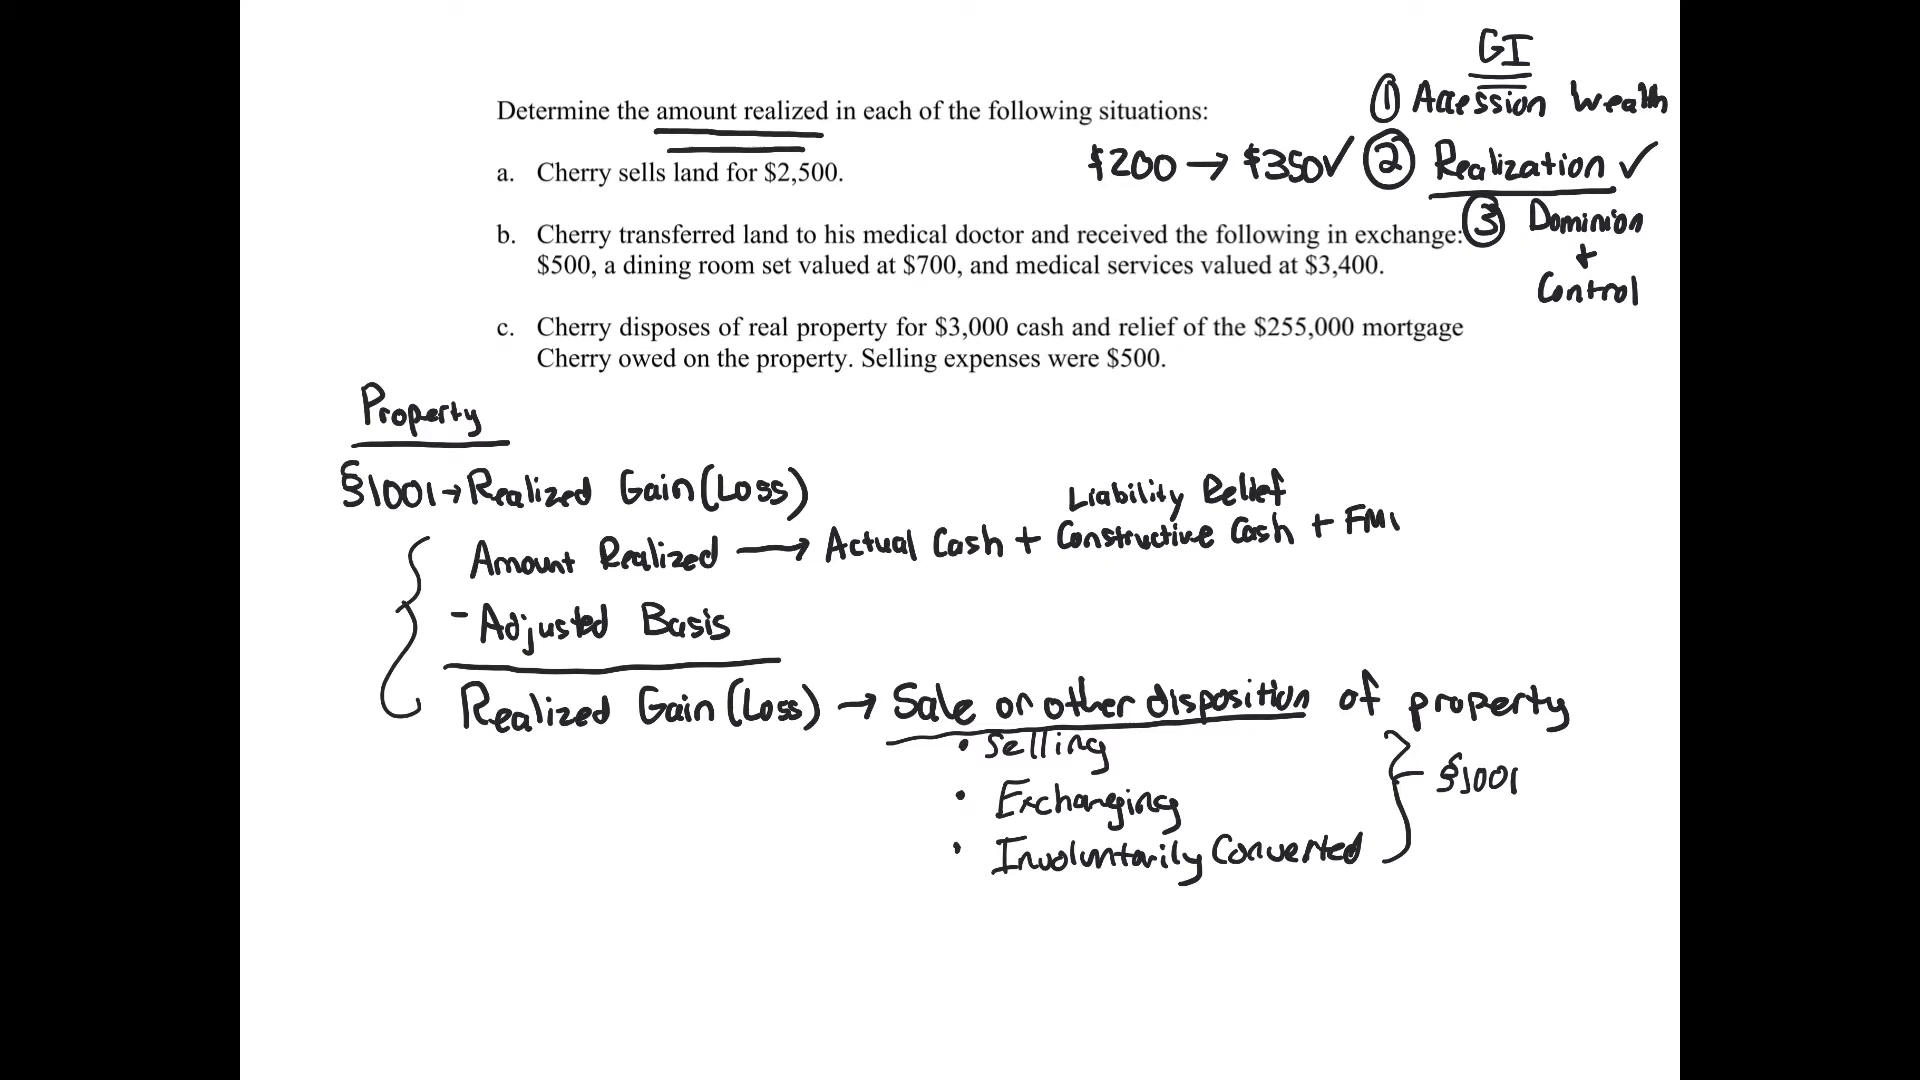 GI
① Accession Wealth
Determine the amount realized in each of the following situations:
$200 → $350✓ ② Realization ✓
a. Cherry sells land for $2,500.
③ Dominion
+
Control
b. Cherry transferred land to his medical doctor and received the following in exchange:
$500, a dining room set valued at $700, and medical services valued at $3,400.
c. Cherry disposes of real property for $3,000 cash and relief of the $255,000 mortgage
Cherry owed on the property. Selling expenses were $500.
Property
§1001→Realized Gain(Loss)
Liability Relief
Amount Realized → Actual Cash + Constructive Cash + FM
- Adjusted Basis
Realized Gain (Loss) → Sale or other disposition of property
• Selling
• Exchanging
• Involuntarily Converted
§1001